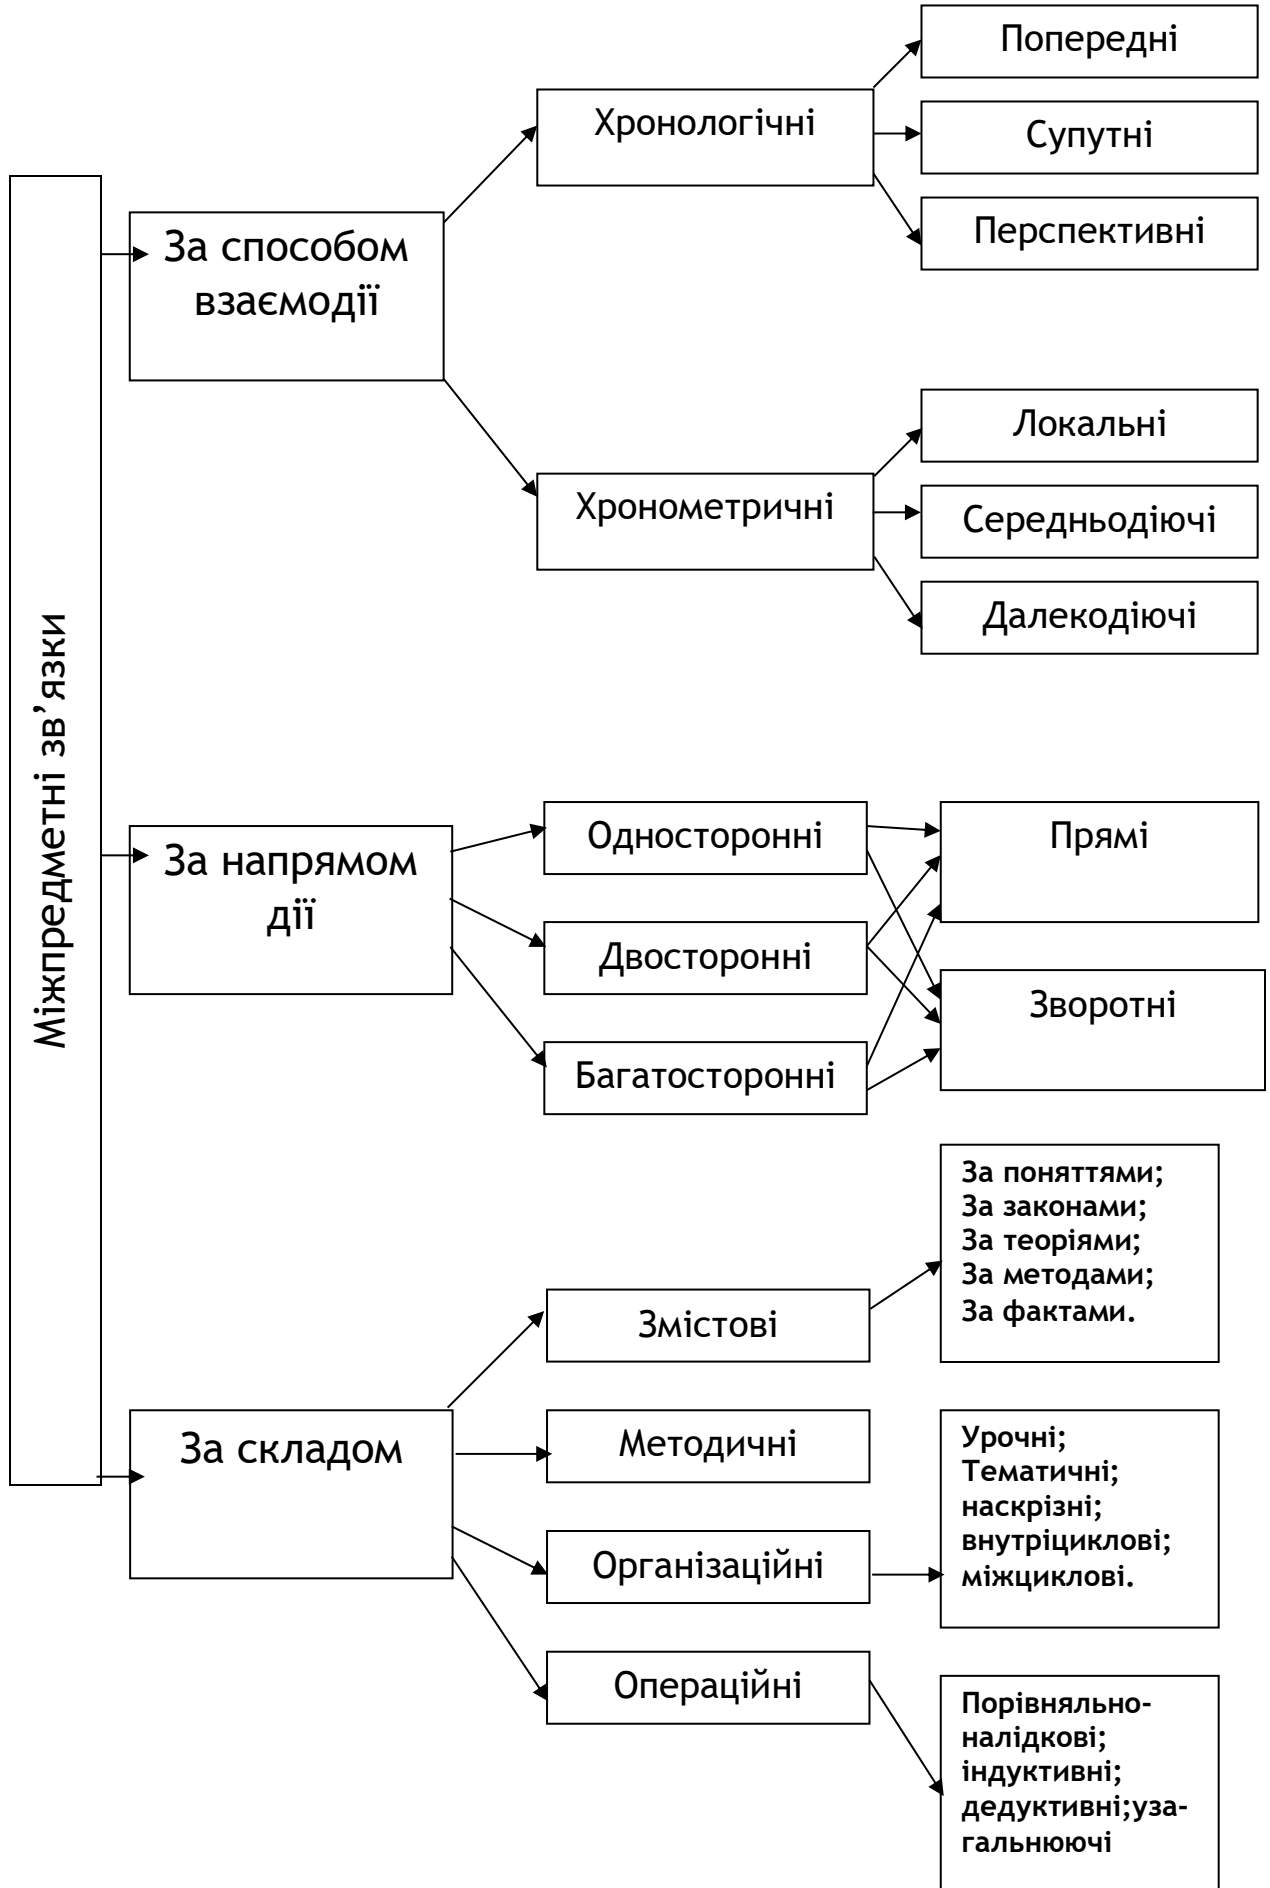 Міжпредметні зв’язки
За способом
взаємодії
Хронологічні
Попередні
Супутні
Перспективні
Хронометричні
Локальні
Середньодіючі
Далекодіючі
За напрямом
дії
Односторонні
Двосторонні
Багатосторонні
Прямі
Зворотні
За складом
Змістові
За поняттями;
За законами;
За теоріями;
За методами;
За фактами.
Методичні
Організаційні
Урочні;
Тематичні;
наскрізні;
внутріциклові;
міжциклові.
Операційні
Порівняльно-
налідкові;
індуктивні;
дедуктивні;уза-
гальнюючі